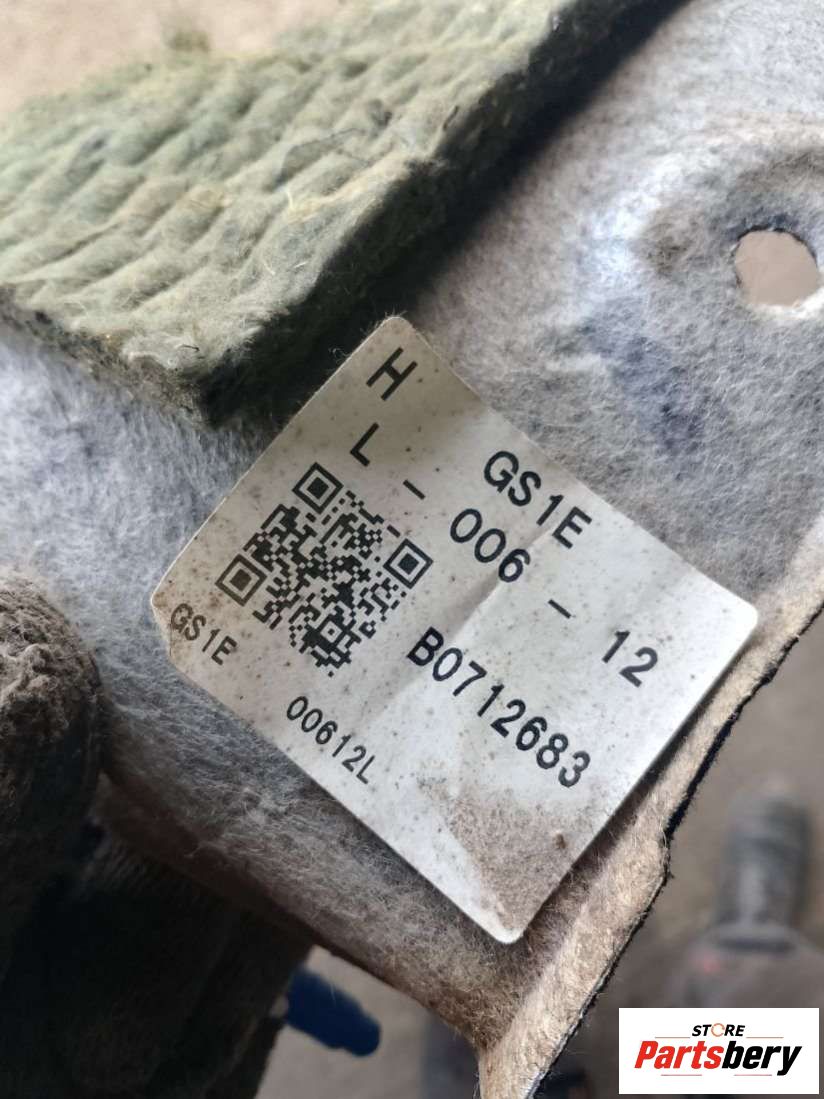 H
GS1E
L - 006 - 12
B0712683
GS1E 00612L
STORE
Partsbery